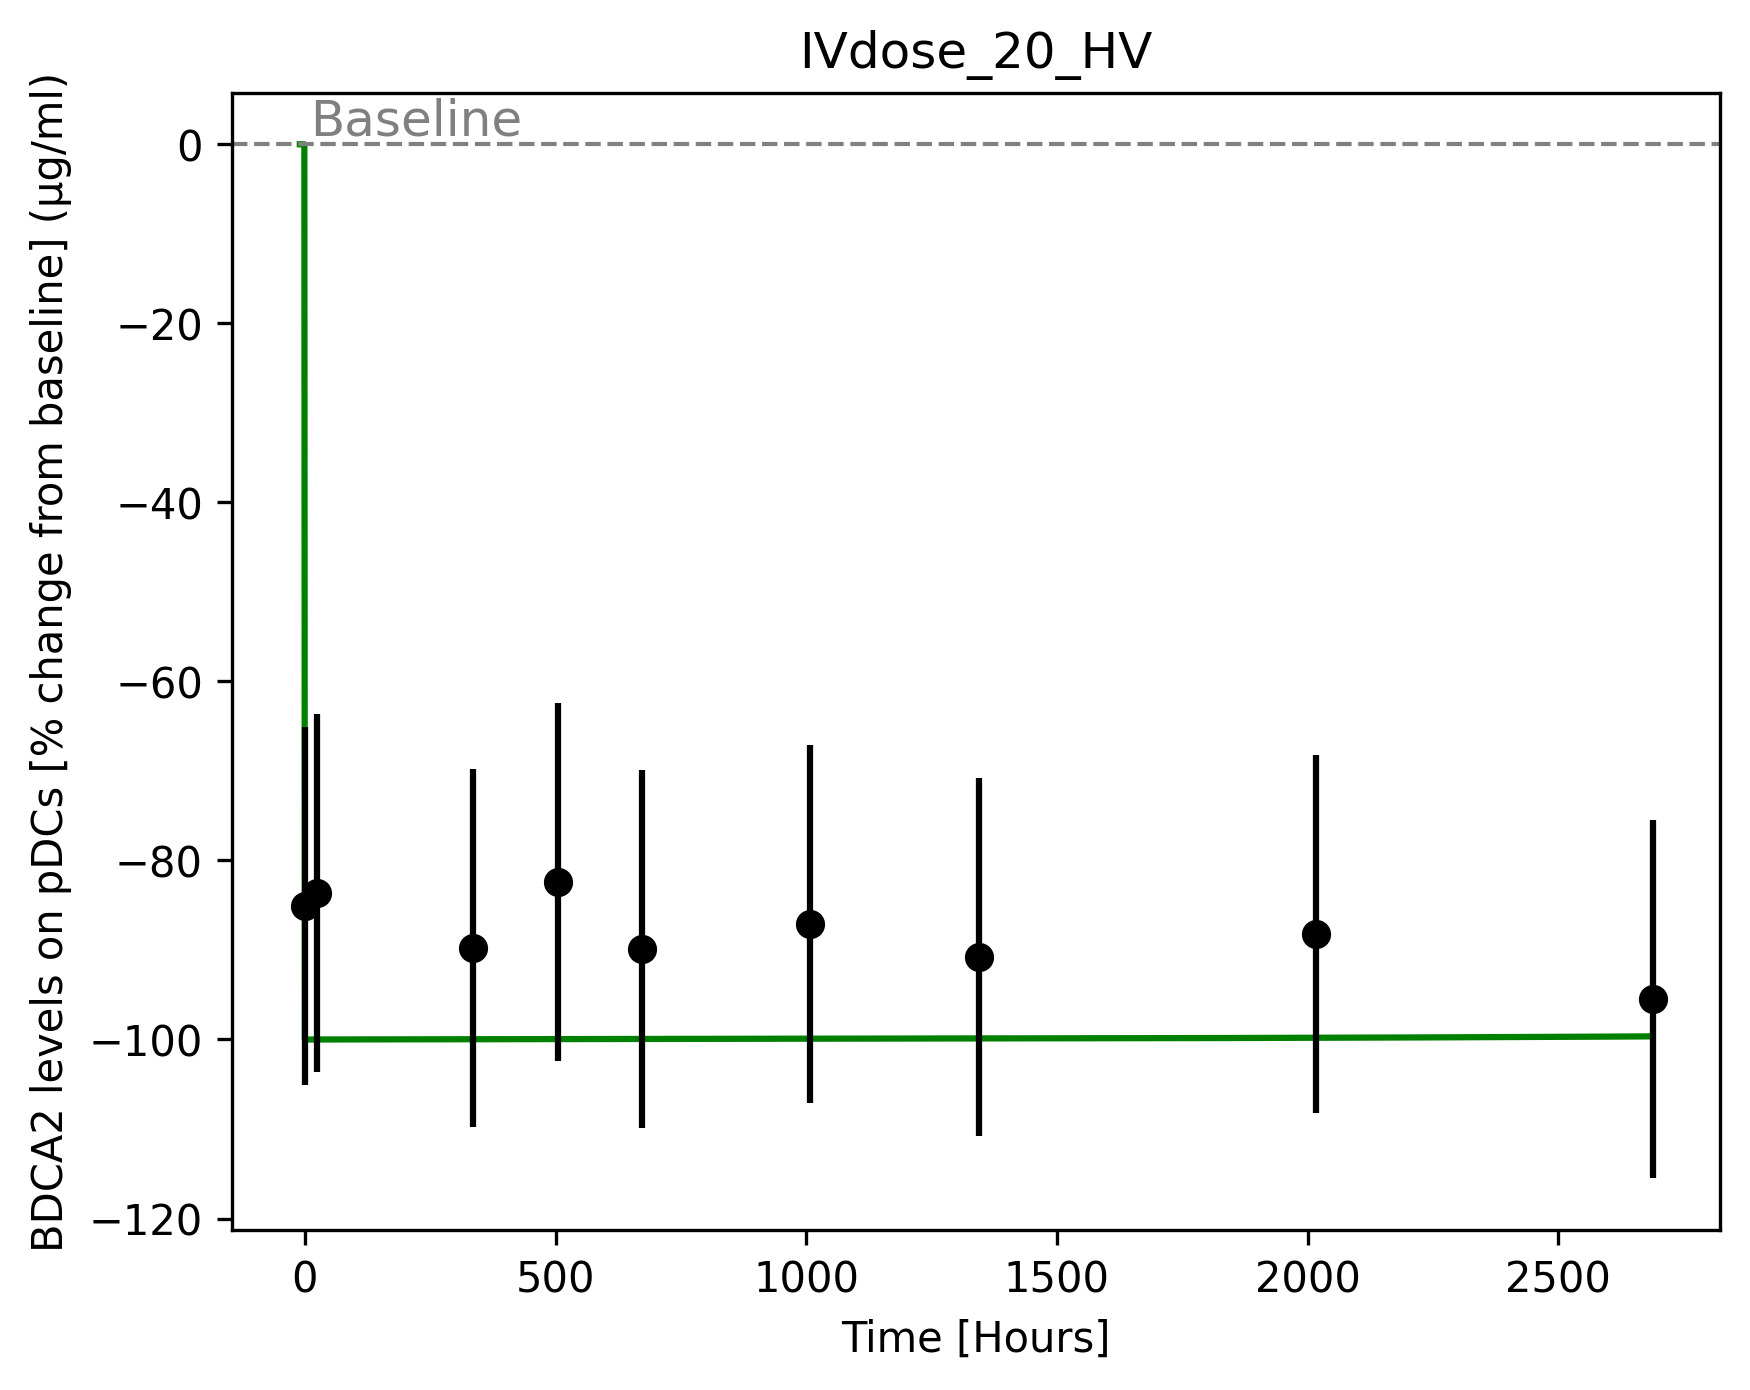 IVdose_20_HV
BDCA2 levels on pDCs [% change from baseline] (µg/ml)
Baseline
0
−20
−40
−60
−80
−100
−120
0 500 1000 1500 2000 2500
Time [Hours]